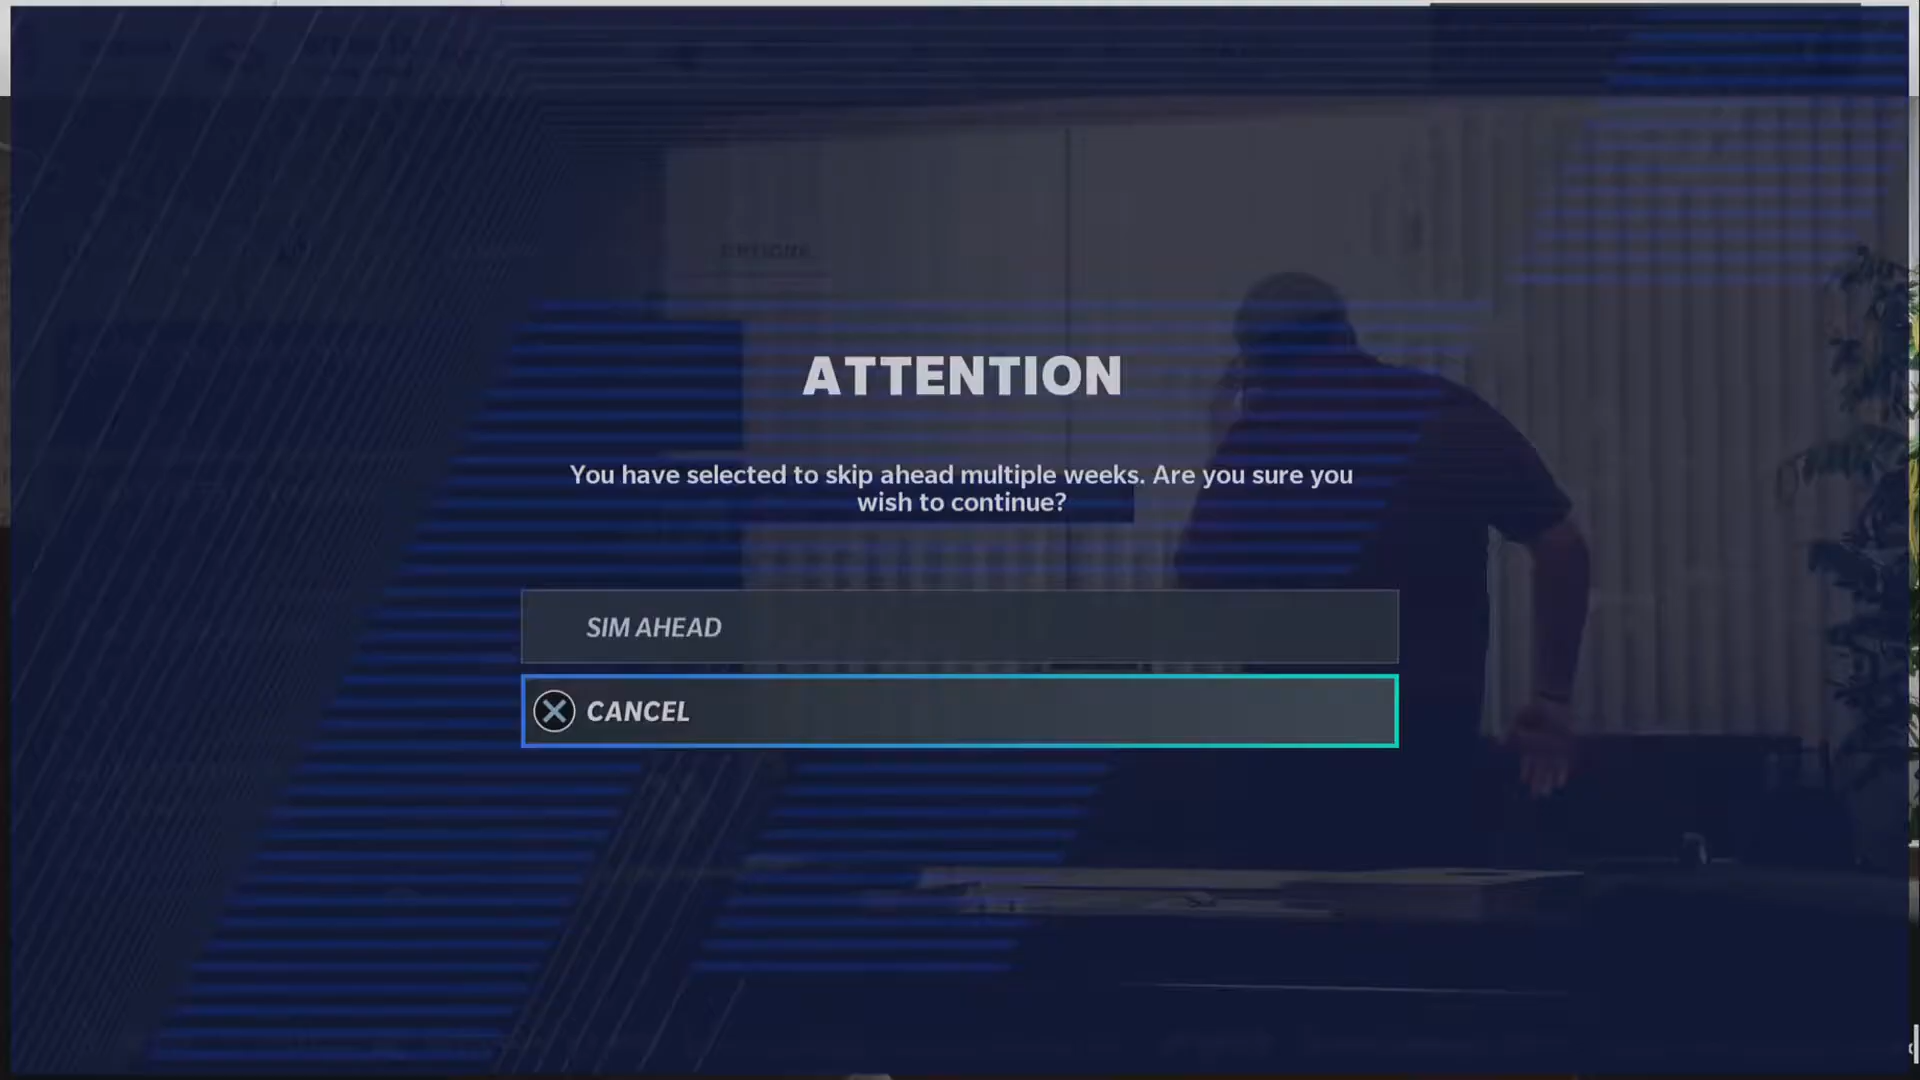 ATTENTION
You have selected to skip ahead multiple weeks. Are you sure you
wish to continue?
SIM AHEAD
CANCEL